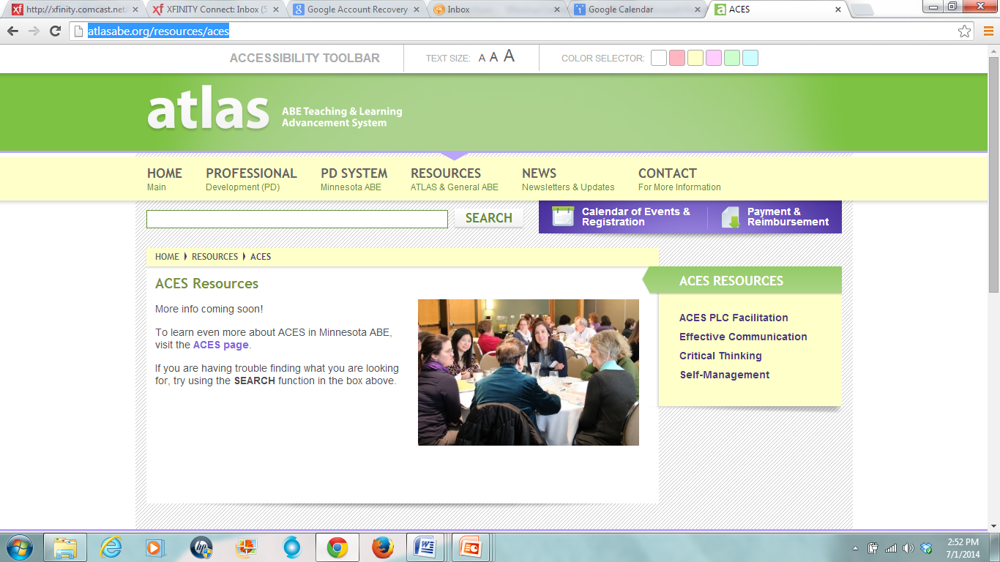 http://xfinity.comcast.net
XFINITY Connect: Inbox (5
Google Account Recovery
Inbox
Google Calendar
ACES
atlasabe.org/resources/aces
ACCESSIBILITY TOOLBAR
TEXT SIZE: A A A
COLOR SELECTOR:
atlas
ABE Teaching & Learning
Advancement System
HOME
Main
PROFESSIONAL
Development (PD)
PD SYSTEM
Minnesota ABE
RESOURCES
ATLAS & General ABE
NEWS
Newsletters & Updates
CONTACT
For More Information
SEARCH
Calendar of Events &
Registration
Payment &
Reimbursement
HOME RESOURCES ACES
ACES Resources
More info coming soon!
To learn even more about ACES in Minnesota ABE,
visit the ACES page.
If you are having trouble finding what you are looking
for, try using the SEARCH function in the box above.
ACES RESOURCES
ACES PLC Facilitation
Effective Communication
Critical Thinking
Self-Management
2:52 PM
7/1/2014